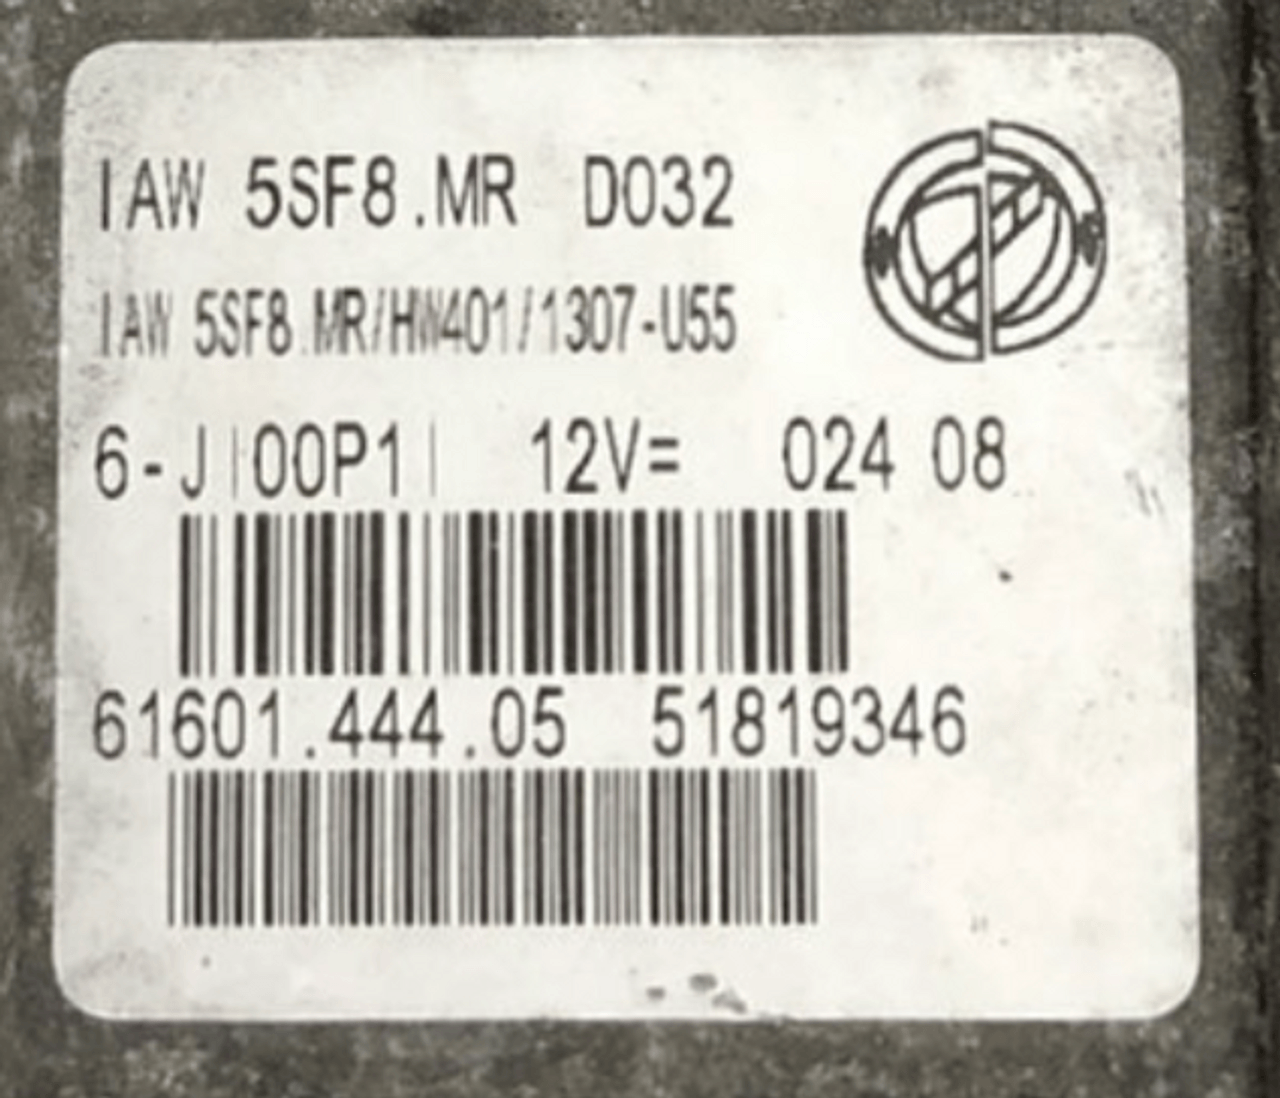 IAW 5SF8.MR D032
IAW 5SF8.MR/HW401/1307-U55
6-J|00P1| 12V= 024 08
61601.444.05 51819346